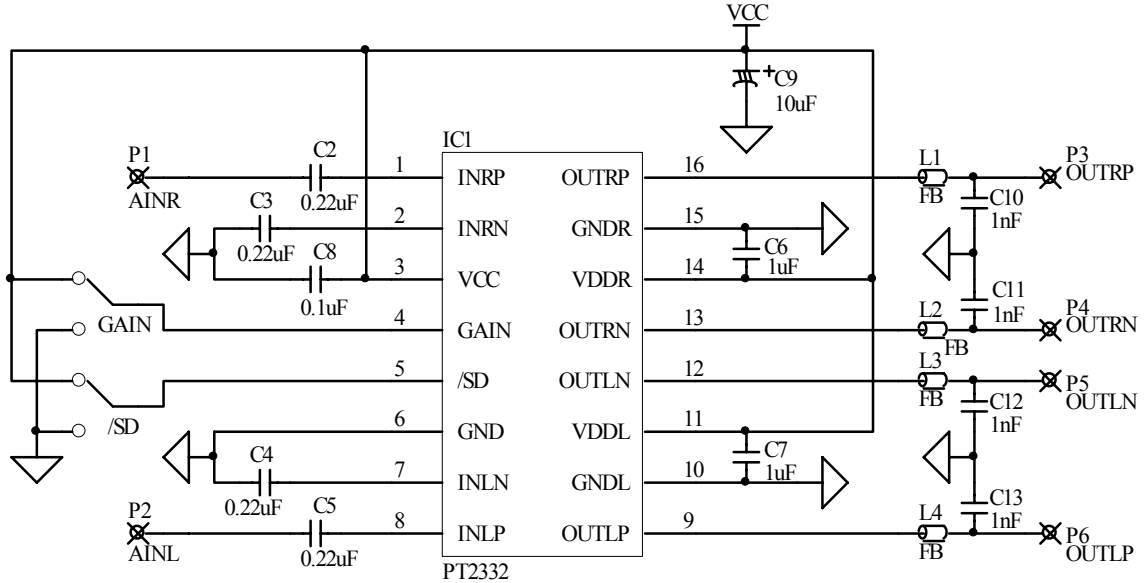 VCC
C9
10uF
IC1
P1
AINR
C2
0.22uF
1
INRP
OUTRP
16
L1
FB
P3
OUTRP
C10
1nF
C3
0.22uF
2
INRN
GNDR
15
C6
1uF
C8
0.1uF
3
VCC
VDDR
14
C11
1nF
GAIN
4
GAIN
OUTRN
13
L2
FB
P4
OUTRN
/SD
5
/SD
OUTLN
12
L3
FB
P5
OUTLN
C12
1nF
6
GND
VDDL
11
C7
1uF
C4
0.22uF
7
INLN
GNDL
10
C13
1nF
P2
AINL
C5
0.22uF
8
INLP
OUTLP
9
L4
FB
P6
OUTLP
PT2332